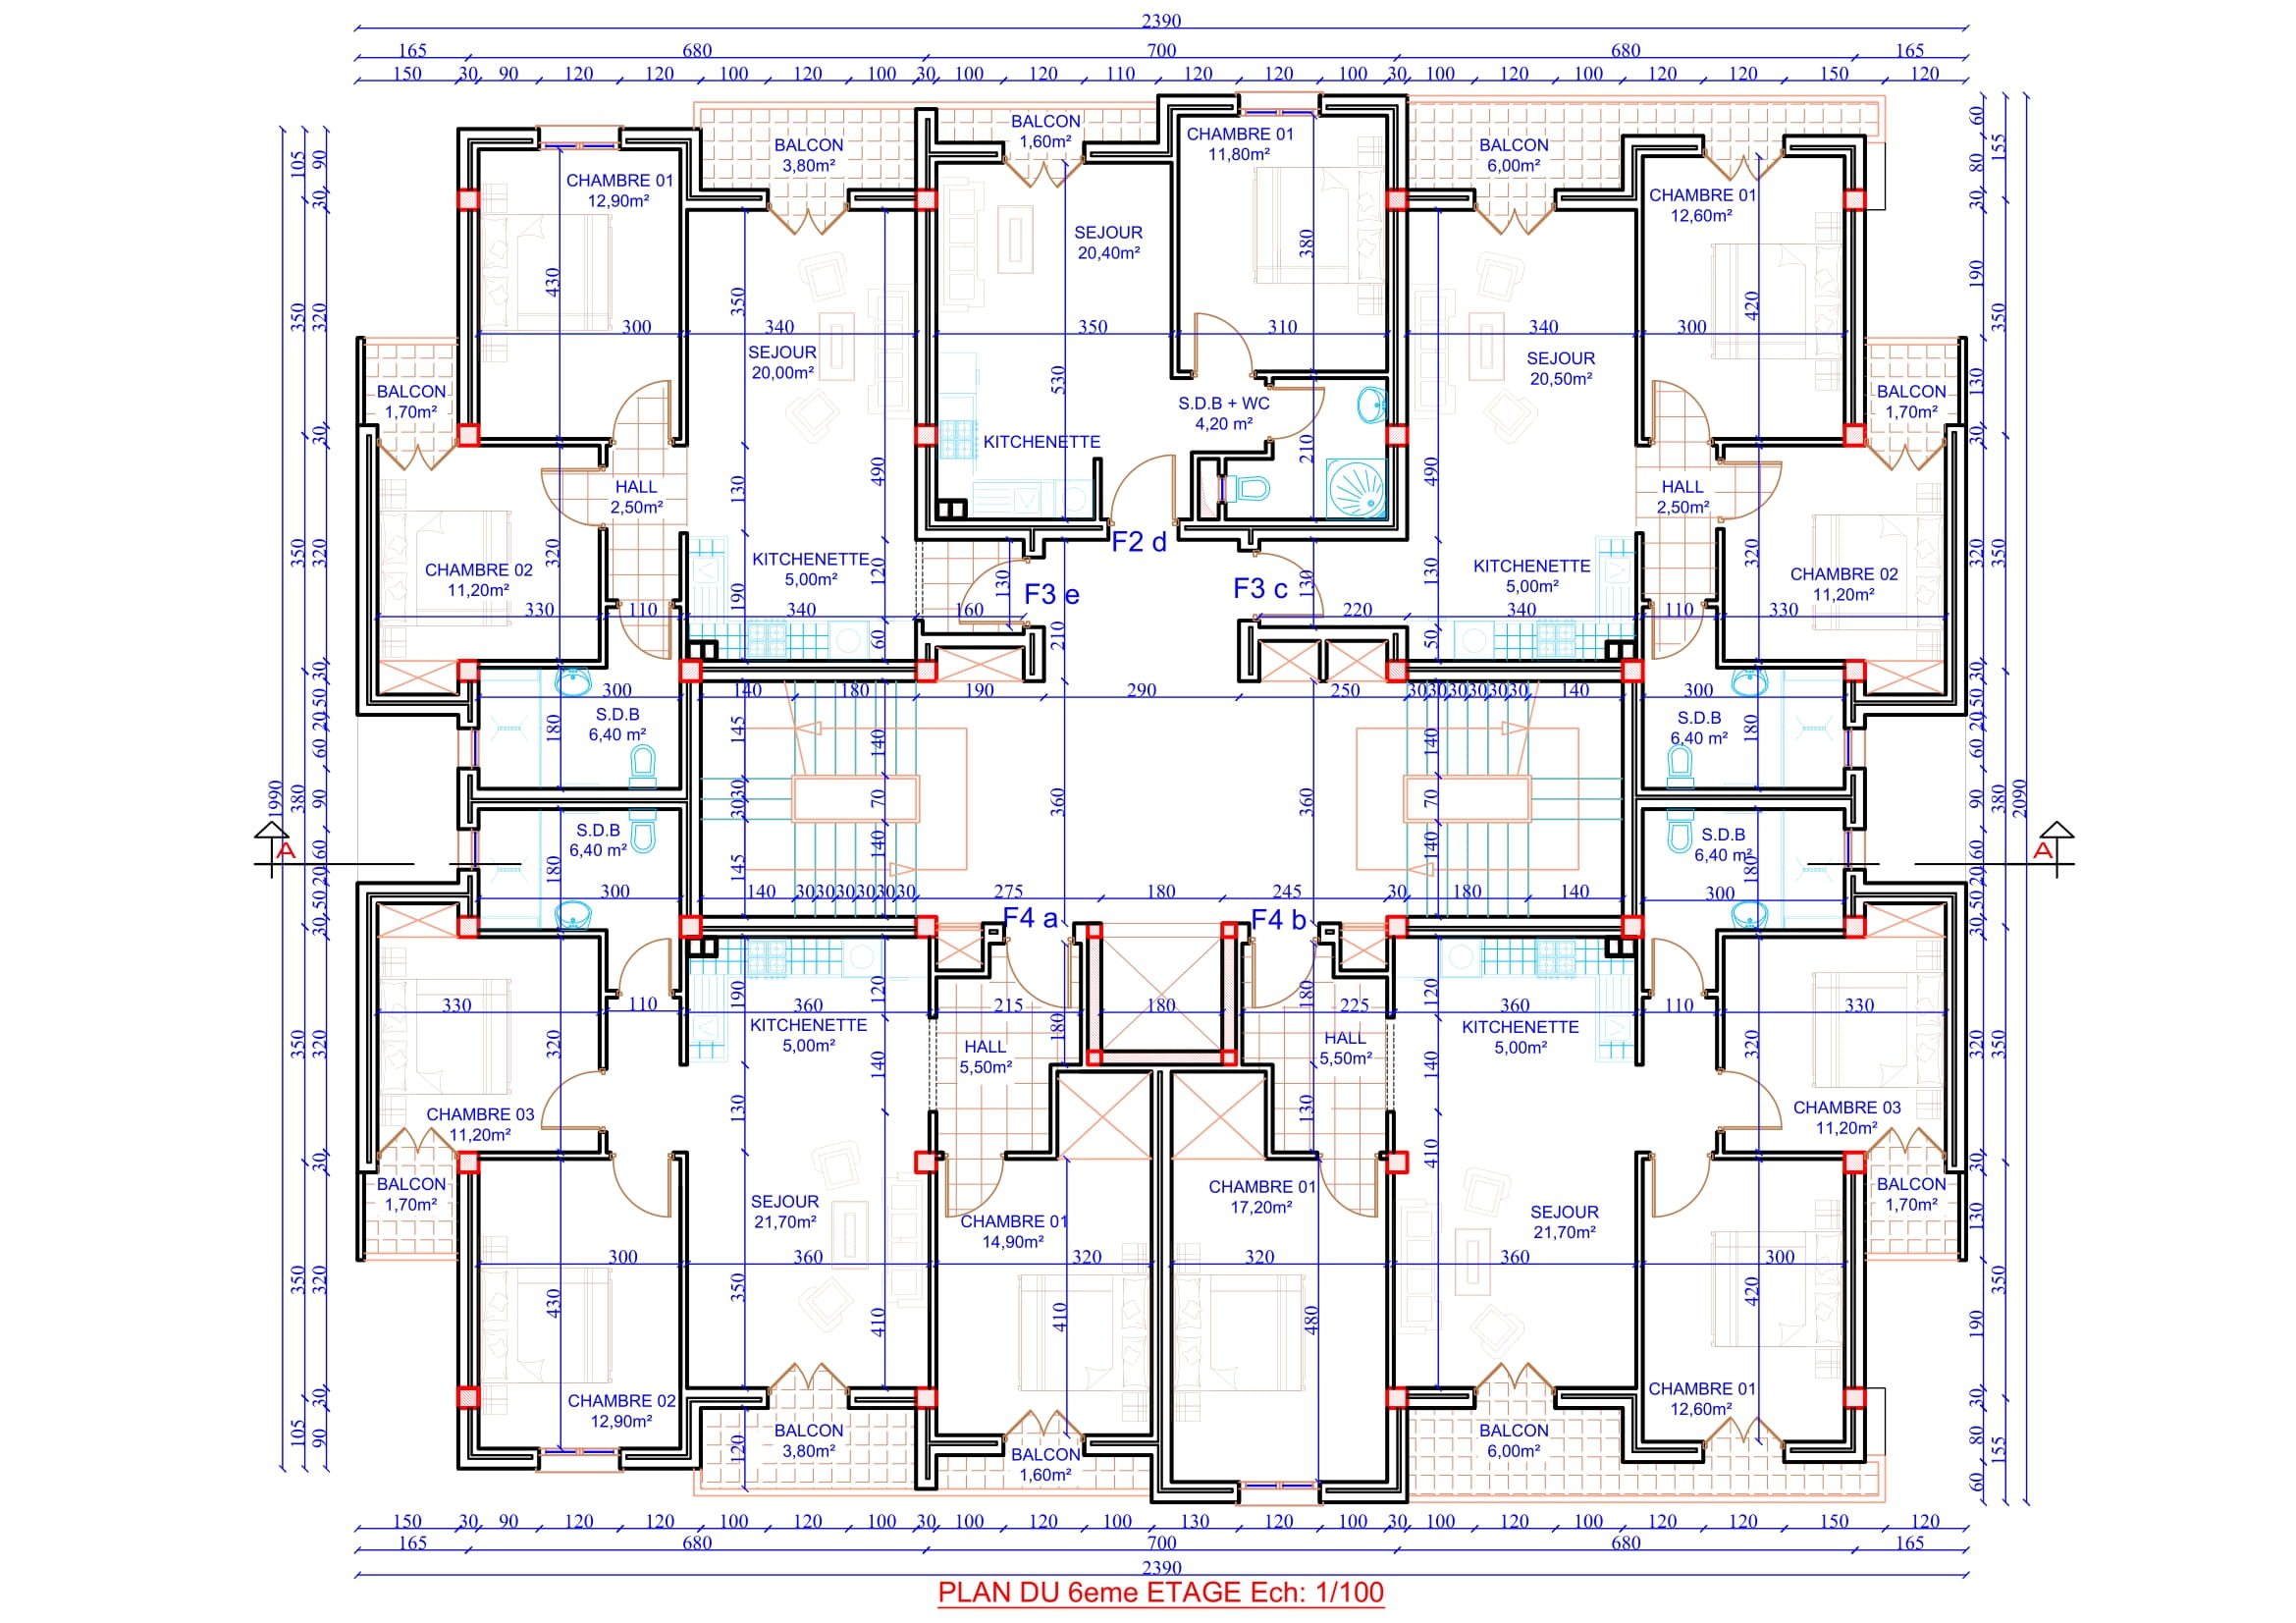 2390
165 680 700 680 165
150 30 90 120 120 100 120 100 30 100 120 110 120 120 100 30 100 120 100 120 120 150 120
BALCON
1,60m²
CHAMBRE 01
11,80m²
BALCON
3,80m²
BALCON
6,00m²
CHAMBRE 01
12,90m²
CHAMBRE 01
12,60m²
SEJOUR
20,40m²
300 340 350 310 340 300
SEJOUR
20,00m²
SEJOUR
20,50m²
BALCON
1,70m²
BALCON
1,70m²
S.D.B + WC
4,20 m²
KITCHENETTE
HALL
2,50m²
HALL
2,50m²
F2 d
KITCHENETTE
5,00m²
KITCHENETTE
5,00m²
CHAMBRE 02
11,20m²
CHAMBRE 02
11,20m²
F3 e
F3 c
330 110 340 160 220 340 110 330
300 140 180 190 290 250 30 30 30 30 30 30 140 300
S.D.B
6,40 m²
S.D.B
6,40 m²
S.D.B
6,40 m²
S.D.B
6,40 m²
A
A
300 140 30 30 30 30 30 30 275 180 245 30 180 140 300
F4 a
F4 b
330 110 360 215 180 225 360 110 330
KITCHENETTE
5,00m²
KITCHENETTE
5,00m²
HALL
5,50m²
HALL
5,50m²
CHAMBRE 03
11,20m²
CHAMBRE 03
11,20m²
BALCON
1,70m²
BALCON
1,70m²
SEJOUR
21,70m²
CHAMBRE 01
14,90m²
CHAMBRE 01
17,20m²
SEJOUR
21,70m²
300 360 320 320 360 300
CHAMBRE 02
12,90m²
CHAMBRE 01
12,60m²
BALCON
3,80m²
BALCON
1,60m²
BALCON
6,00m²
105 350 350 380 350 350 105
90 30 320 30 320 30 50 20 60 90 60 20 50 30 320 30 320 30 90
1990
430 320 180 180 320 430
350 130 190 145 30 30 145 190 130 350 120
490 120 60 140 70 140 120 140 410
530 130 210 360 180 410
380 210 130 360 180 130 480
490 130 50 140 70 140 120 140 410
420 320 180 180 320 420
60 80 30 190 130 30 320 30 50 20 60 90 60 20 50 30 320 30 130 190 30 80 60
155 350 350 380 350 350 155
2090
150 30 90 120 120 100 120 100 30 100 120 100 130 120 100 30 100 120 100 120 120 150 120
165 680 700 680 165
2390
PLAN DU 6eme ETAGE Ech: 1/100